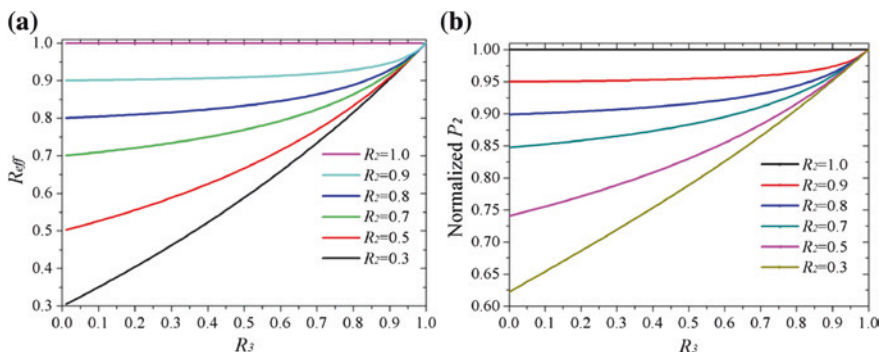 (a)
1.0
0.9
0.8
0.7
0.6
0.5
0.4
0.3
R_eff
R₂=1.0
R₂=0.9
R₂=0.8
R₂=0.7
R₂=0.5
R₂=0.3
0.0 0.1 0.2 0.3 0.4 0.5 0.6 0.7 0.8 0.9 1.0
R₃
(b)
1.00
0.95
0.90
0.85
0.80
0.75
0.70
0.65
0.60
Normalized P₂
R₂=1.0
R₂=0.9
R₂=0.8
R₂=0.7
R₂=0.5
R₂=0.3
0.0 0.1 0.2 0.3 0.4 0.5 0.6 0.7 0.8 0.9 1.0
R₃